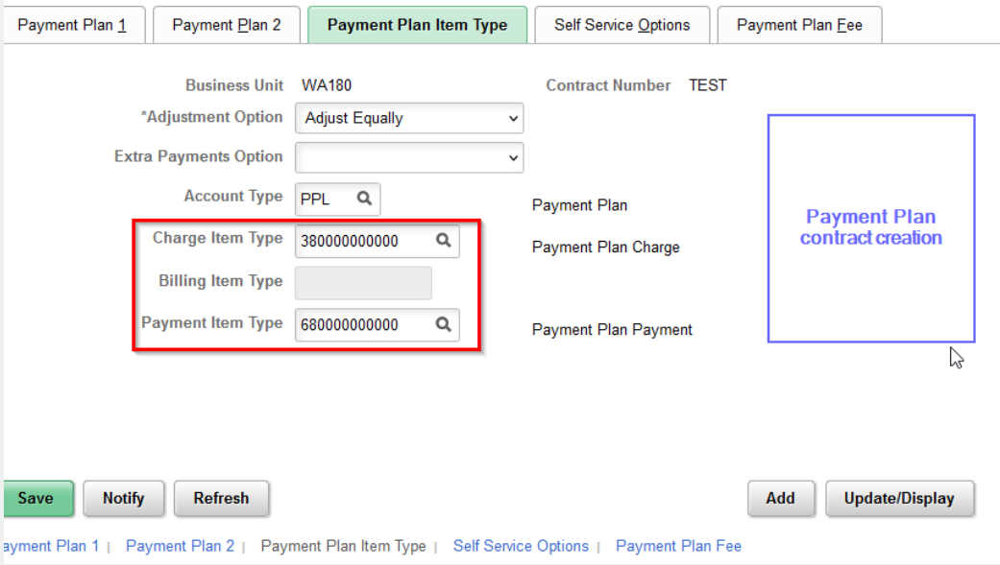 Payment Plan 1 Payment Plan 2 Payment Plan Item Type Self Service Options Payment Plan Fee
Business Unit WA180 Contract Number TEST
*Adjustment Option Adjust Equally
Extra Payments Option
Account Type PPL Payment Plan
Charge Item Type 380000000000 Payment Plan Charge
Billing Item Type
Payment Item Type 680000000000 Payment Plan Payment
Payment Plan
contract creation
Save Notify Refresh Add Update/Display
ayment Plan 1 | Payment Plan 2 | Payment Plan Item Type | Self Service Options | Payment Plan Fee